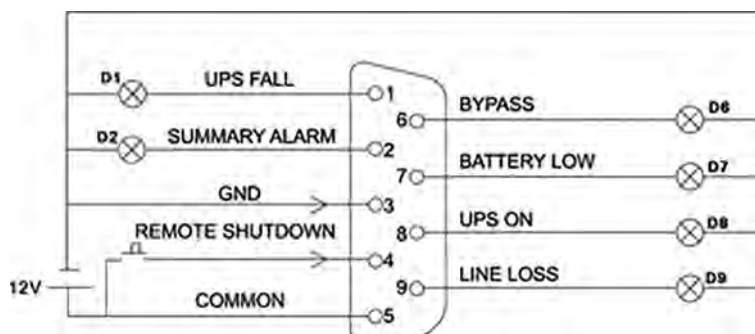 D1 UPS FALL 1
6 BYPASS D6
D2 SUMMARY ALARM 2
7 BATTERY LOW D7
GND 3
8 UPS ON D8
REMOTE SHUTDOWN 4
9 LINE LOSS D9
12V
COMMON 5